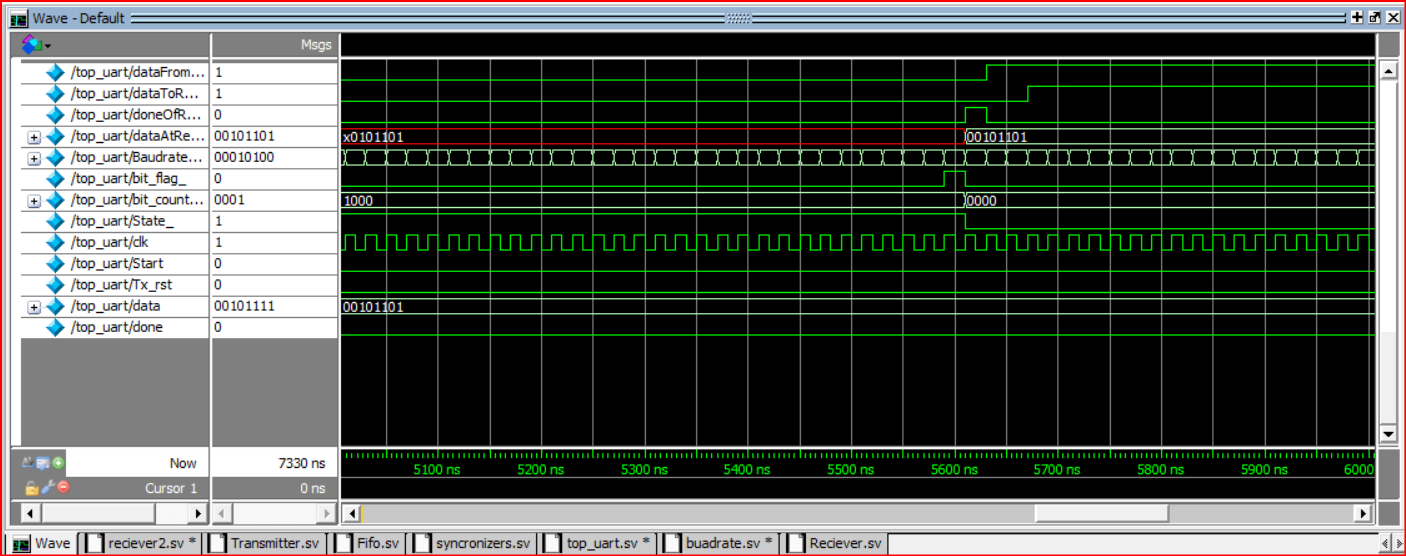 Wave - Default
Msgs
/top_uart/dataFrom... 1
/top_uart/dataToR... 1
/top_uart/doneOfR... 0
/top_uart/dataAtRe... 00101101 x0101101 00101101
/top_uart/Baudrate... 00010100
/top_uart/bit_flag_ 0
/top_uart/bit_count... 0001 1000 0000
/top_uart/State_ 1
/top_uart/clk 1
/top_uart/Start 0
/top_uart/Tx_rst 0
/top_uart/data 00101111 00101101
/top_uart/done 0
Now 7330 ns 5100 ns 5200 ns 5300 ns 5400 ns 5500 ns 5600 ns 5700 ns 5800 ns 5900 ns 6000
Cursor 1 0 ns
Wave reciever2.sv * Transmitter.sv Fifo.sv syncronizers.sv top_uart.sv * buadrate.sv * Reciever.sv